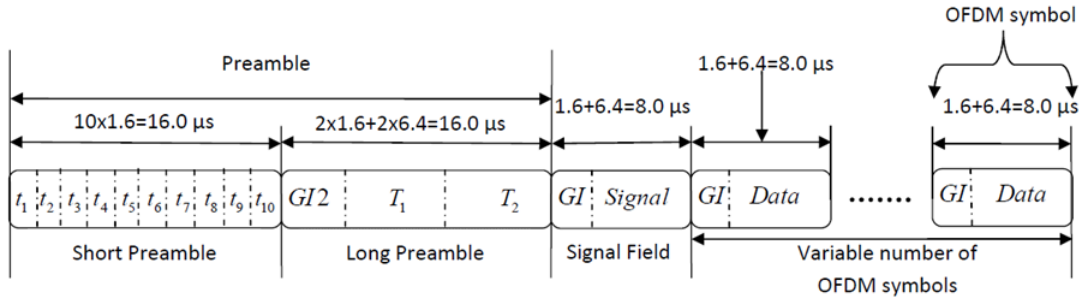 OFDM symbol
Preamble
1.6+6.4=8.0 µs
10x1.6=16.0 µs
2x1.6+2x6.4=16.0 µs
1.6+6.4=8.0 µs
1.6+6.4=8.0 µs
t1 t2 t3 t4 t5 t6 t7 t8 t9 t10 GI2 T1 T2 GI Signal GI Data ....... GI Data
Short Preamble
Long Preamble
Signal Field
Variable number of
OFDM symbols